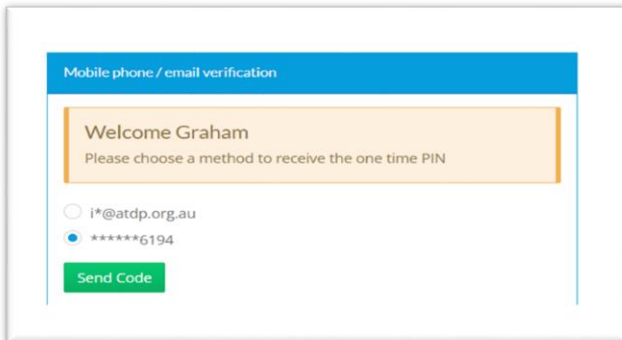 Mobile phone / email verification
Welcome Graham
Please choose a method to receive the one time PIN
i*@atdp.org.au
******6194
Send Code